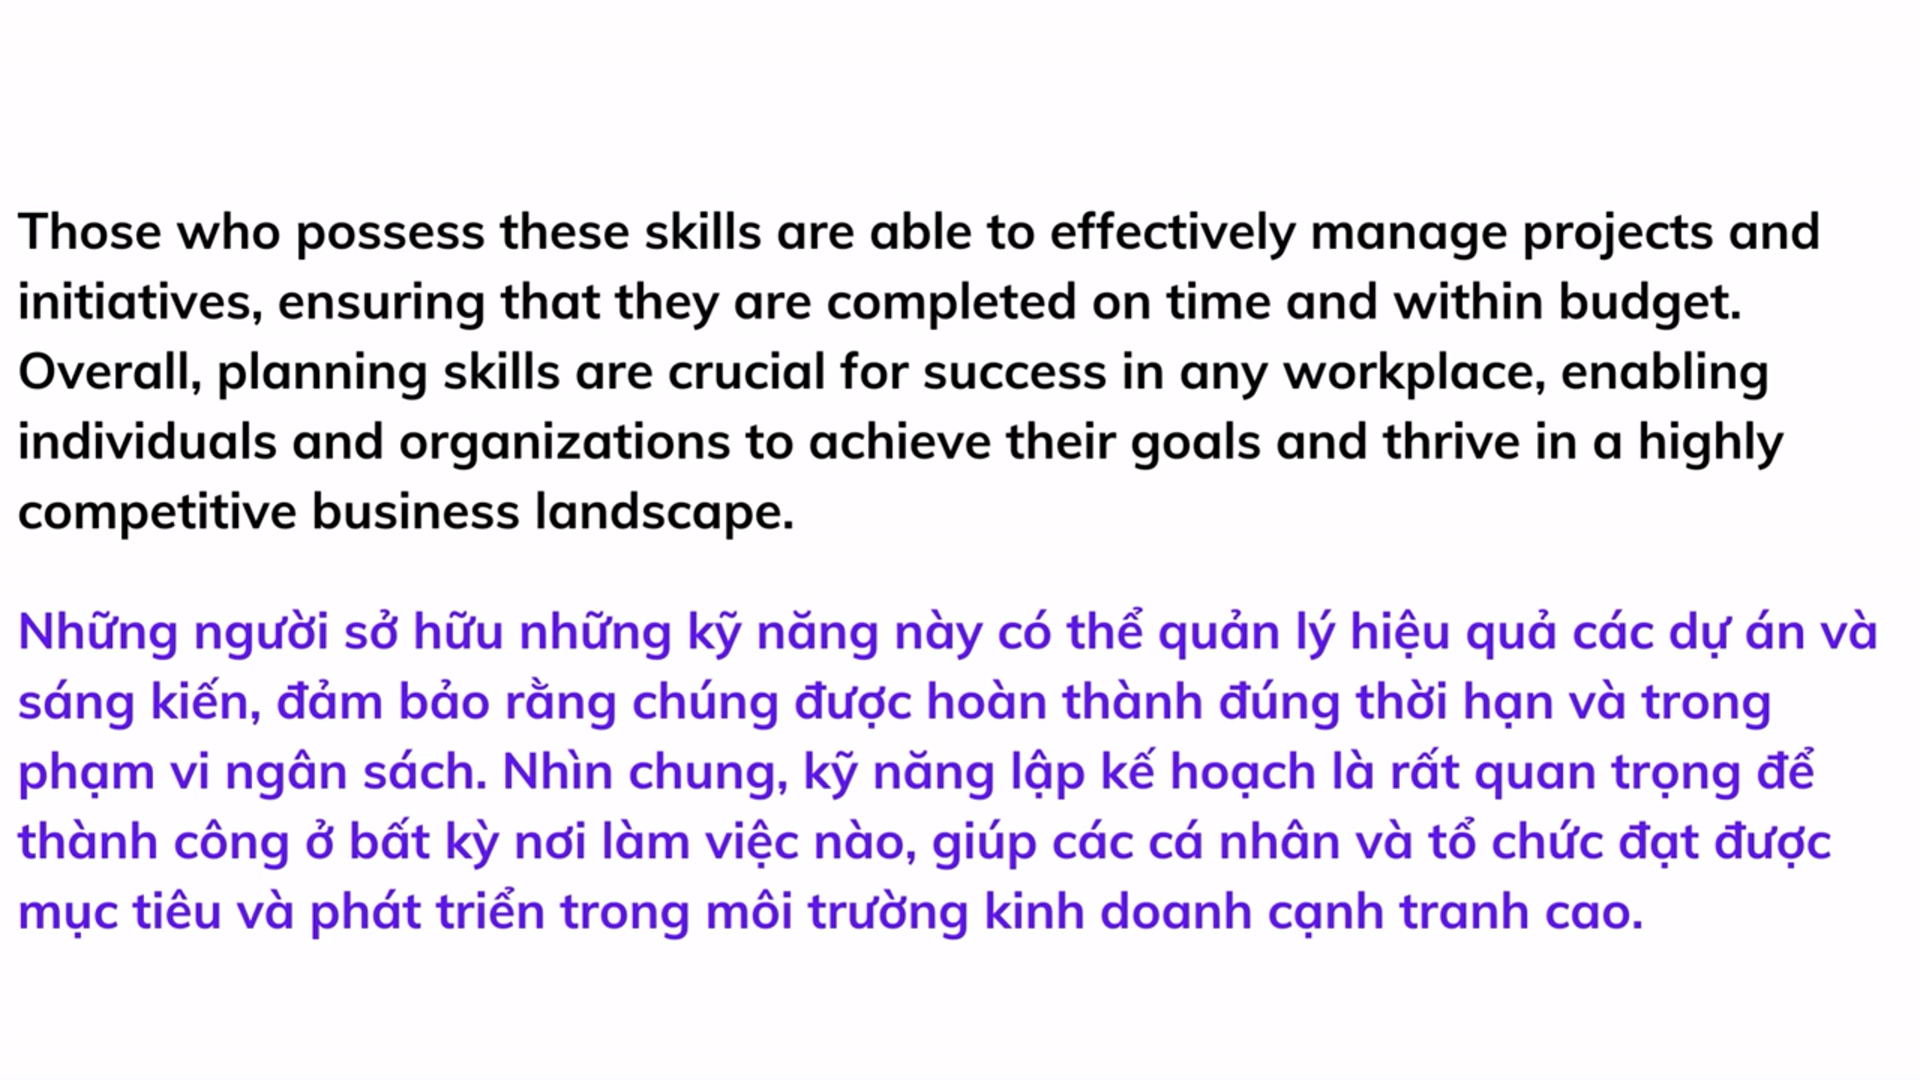 Those who possess these skills are able to effectively manage projects and
initiatives, ensuring that they are completed on time and within budget.
Overall, planning skills are crucial for success in any workplace, enabling
individuals and organizations to achieve their goals and thrive in a highly
competitive business landscape.
Những người sở hữu những kỹ năng này có thể quản lý hiệu quả các dự án và
sáng kiến, đảm bảo rằng chúng được hoàn thành đúng thời hạn và trong
phạm vi ngân sách. Nhìn chung, kỹ năng lập kế hoạch là rất quan trọng để
thành công ở bất kỳ nơi làm việc nào, giúp các cá nhân và tổ chức đạt được
mục tiêu và phát triển trong môi trường kinh doanh cạnh tranh cao.